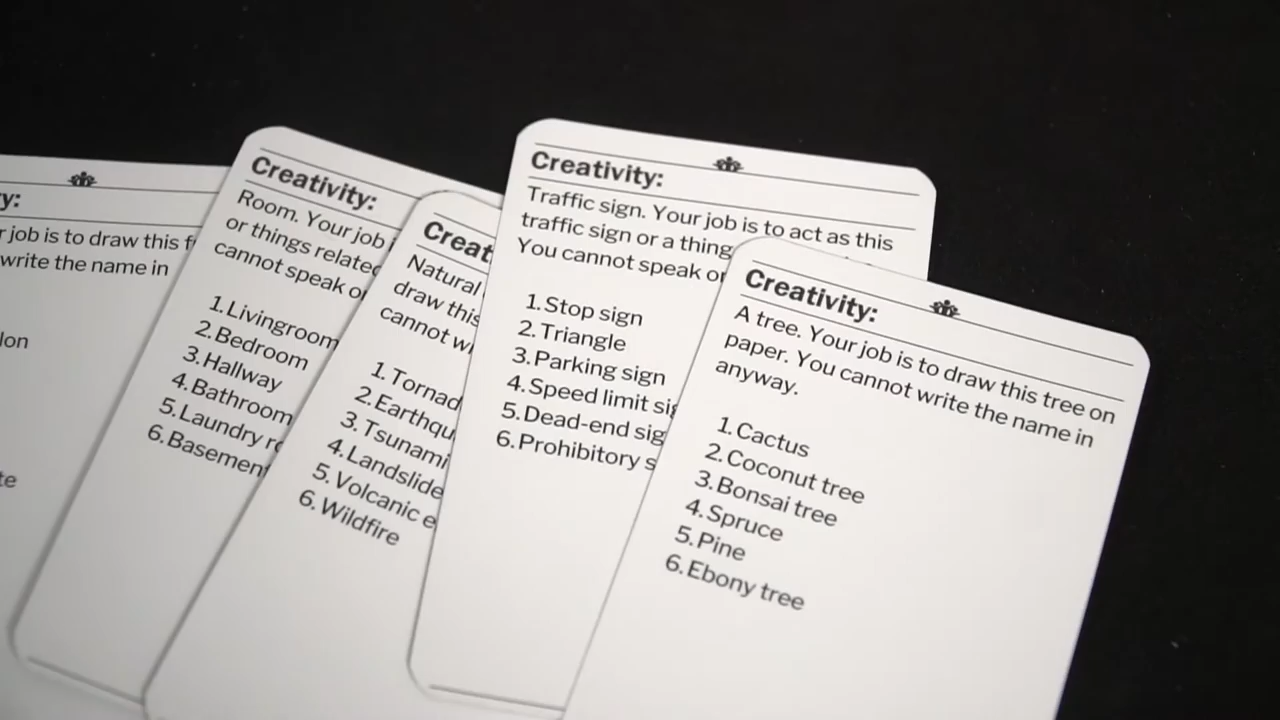 y:
r job is to draw this f
write the name in
lon
te
Creativity:
Room. Your job
or things related
cannot speak or
1. Livingroom
2. Bedroom
3. Hallway
4. Bathroom
5. Laundry ro
6. Basement
Creat
Natural
draw this
cannot w
1. Tornad
2. Earthqu
3. Tsunami
4. Landslide
5. Volcanic e
6. Wildfire
Creativity:
Traffic sign. Your job is to act as this
traffic sign or a thing
You cannot speak or
1. Stop sign
2. Triangle
3. Parking sign
4. Speed limit sig
5. Dead-end sig
6. Prohibitory s
Creativity:
A tree. Your job is to draw this tree on
paper. You cannot write the name in
anyway.
1. Cactus
2. Coconut tree
3. Bonsai tree
4. Spruce
5. Pine
6. Ebony tree